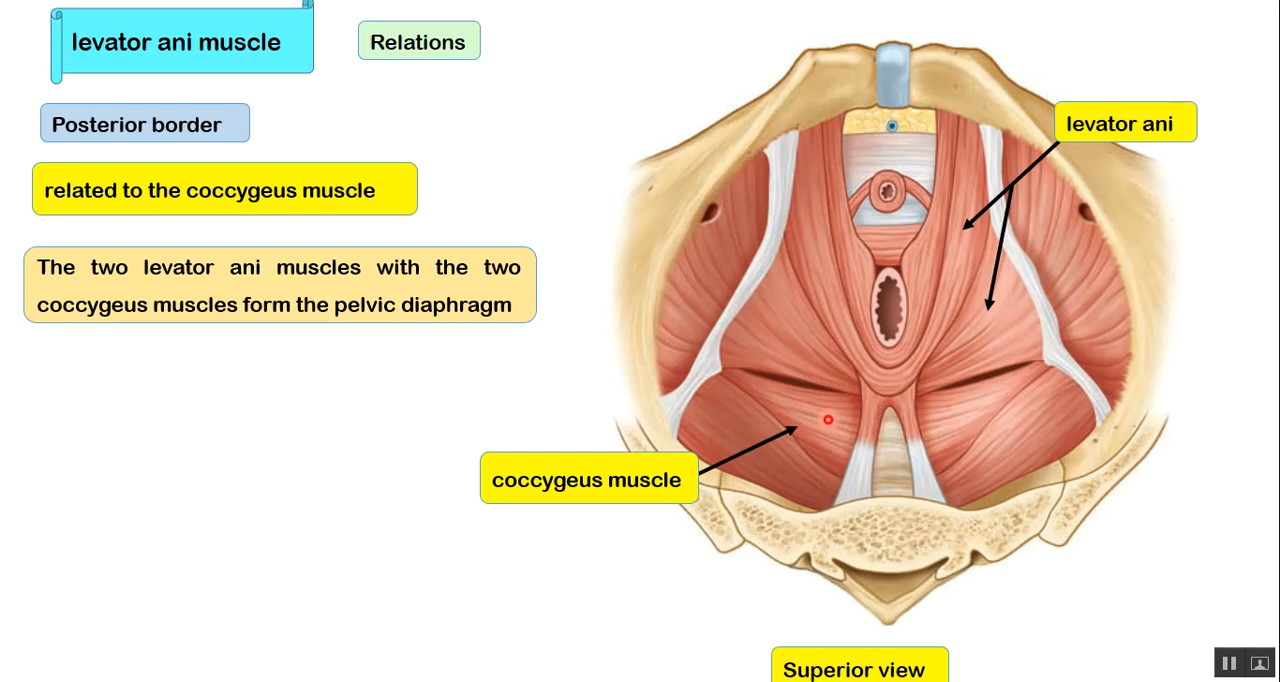 levator ani muscle
Relations
Posterior border
related to the coccygeus muscle
The two levator ani muscles with the two
coccygeus muscles form the pelvic diaphragm
levator ani
coccygeus muscle
Superior view